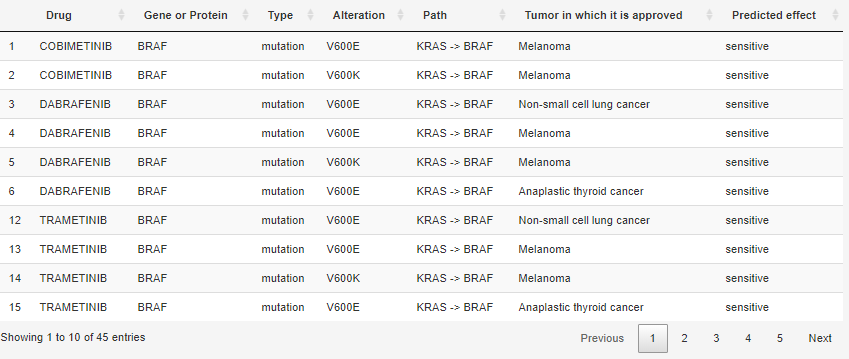 Drug Gene or Protein Type Alteration Path Tumor in which it is approved Predicted effect
1 COBIMETINIB BRAF mutation V600E KRAS -> BRAF Melanoma sensitive
2 COBIMETINIB BRAF mutation V600K KRAS -> BRAF Melanoma sensitive
3 DABRAFENIB BRAF mutation V600E KRAS -> BRAF Non-small cell lung cancer sensitive
4 DABRAFENIB BRAF mutation V600E KRAS -> BRAF Melanoma sensitive
5 DABRAFENIB BRAF mutation V600K KRAS -> BRAF Melanoma sensitive
6 DABRAFENIB BRAF mutation V600E KRAS -> BRAF Anaplastic thyroid cancer sensitive
12 TRAMETINIB BRAF mutation V600E KRAS -> BRAF Non-small cell lung cancer sensitive
13 TRAMETINIB BRAF mutation V600E KRAS -> BRAF Melanoma sensitive
14 TRAMETINIB BRAF mutation V600K KRAS -> BRAF Melanoma sensitive
15 TRAMETINIB BRAF mutation V600E KRAS -> BRAF Anaplastic thyroid cancer sensitive
Showing 1 to 10 of 45 entries Previous 1 2 3 4 5 Next